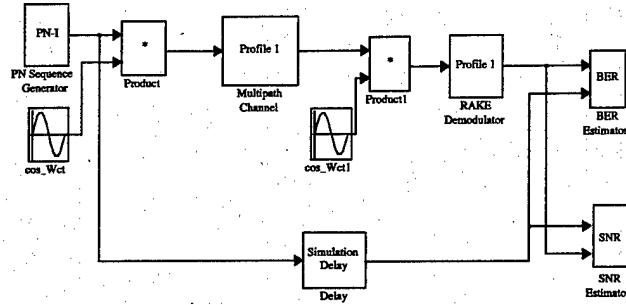 PN-I
PN Sequence
Generator
*
Product
Profile 1
Multipath
Channel
*
Product1
Profile 1
RAKE
Demodulator
BER
BER
Estimator
cos_Wct
cos_Wct1
Simulation
Delay
Delay
SNR
SNR
Estimator